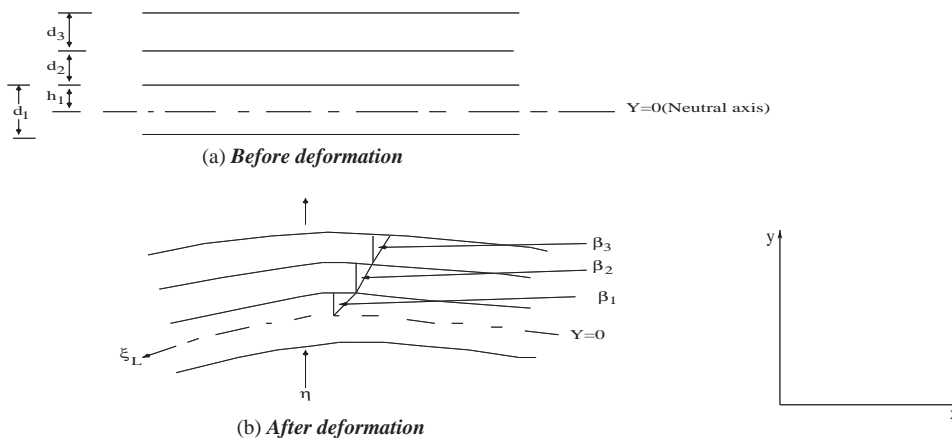 d3
d2
h1
d1
Y=0(Neutral axis)
(a) Before deformation
β3
β2
β1
Y=0
ξL
η
(b) After deformation
y